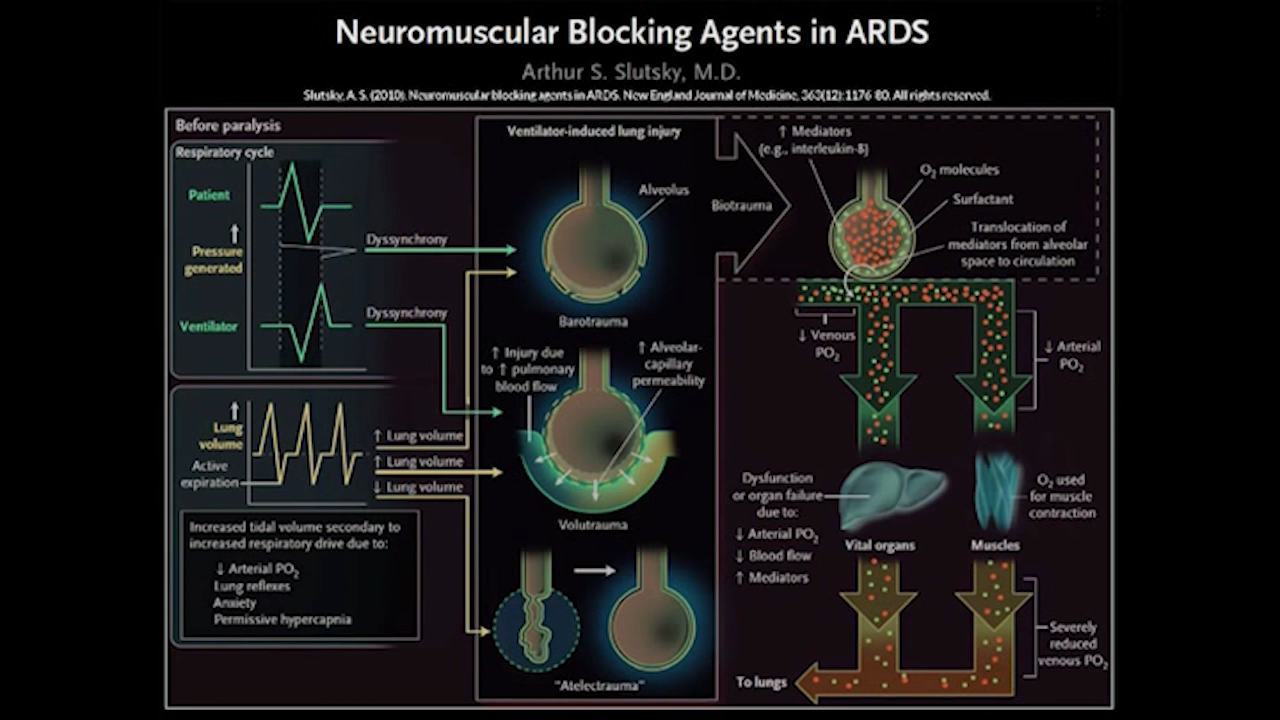 Neuromuscular Blocking Agents in ARDS
Arthur S. Slutsky, M.D.
Slutsky, A. S. (2010). Neuromuscular blocking agents in ARDS. New England Journal of Medicine, 363(12):1176-80. All rights reserved.
Before paralysis
Respiratory cycle
Patient
↑
Pressure
generated
Ventilator
Dyssynchrony
Dyssynchrony
↑
Lung
volume
Active
expiration
↑ Lung volume
↑ Lung volume
↓ Lung volume
Increased tidal volume secondary to
increased respiratory drive due to:
↓ Arterial PO₂
Lung reflexes
Anxiety
Permissive hypercapnia
Ventilator-induced lung injury
Alveolus
Barotrauma
↑ Injury due
to ↑ pulmonary
blood flow
↑ Alveolar-
capillary
permeability
Volutrauma
"Atelectrauma"
Biotrauma
↑ Mediators
(e.g., interleukin-8)
O₂ molecules
Surfactant
Translocation of
mediators from alveolar
space to circulation
↓ Venous
PO₂
↓ Arterial
PO₂
Dysfunction
or organ failure
due to:
↓ Arterial PO₂
↓ Blood flow
↑ Mediators
Vital organs
Muscles
O₂ used
for muscle
contraction
Severely
reduced
venous PO₂
To lungs